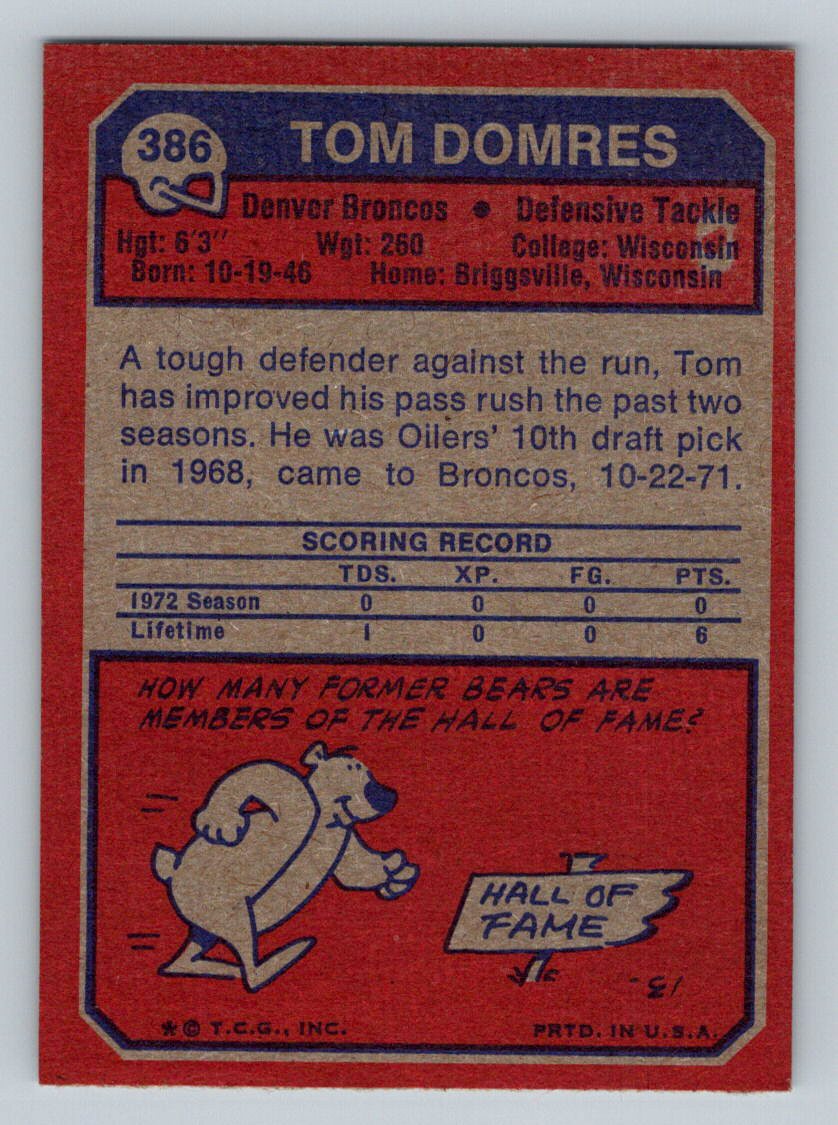 386
TOM DOMRES
Denver Broncos • Defensive Tackle
Hgt: 6'3" Wgt: 260 College: Wisconsin
Born: 10-19-46 Home: Briggsville, Wisconsin
A tough defender against the run, Tom
has improved his pass rush the past two
seasons. He was Oilers' 10th draft pick
in 1968, came to Broncos, 10-22-71.
SCORING RECORD
TDS. XP. FG. PTS.
1972 Season 0 0 0 0
Lifetime 1 0 0 6
HOW MANY FORMER BEARS ARE
MEMBERS OF THE HALL OF FAME?
HALL OF
FAME
13.
* © T.C.G., INC. PRTD. IN U.S.A.